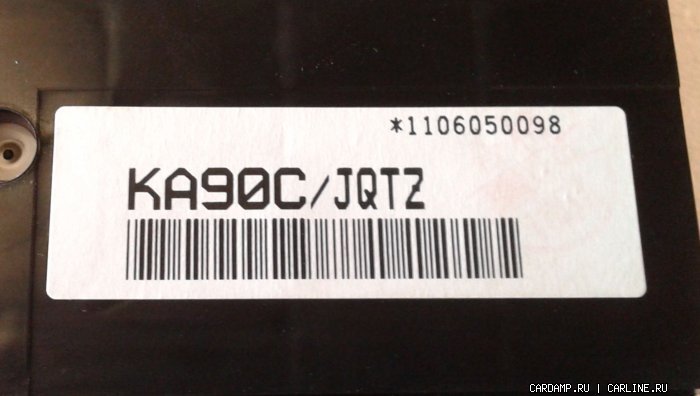 *1106050098
KA90C/JQTZ
CARDAMP.RU | CARLINE.RU